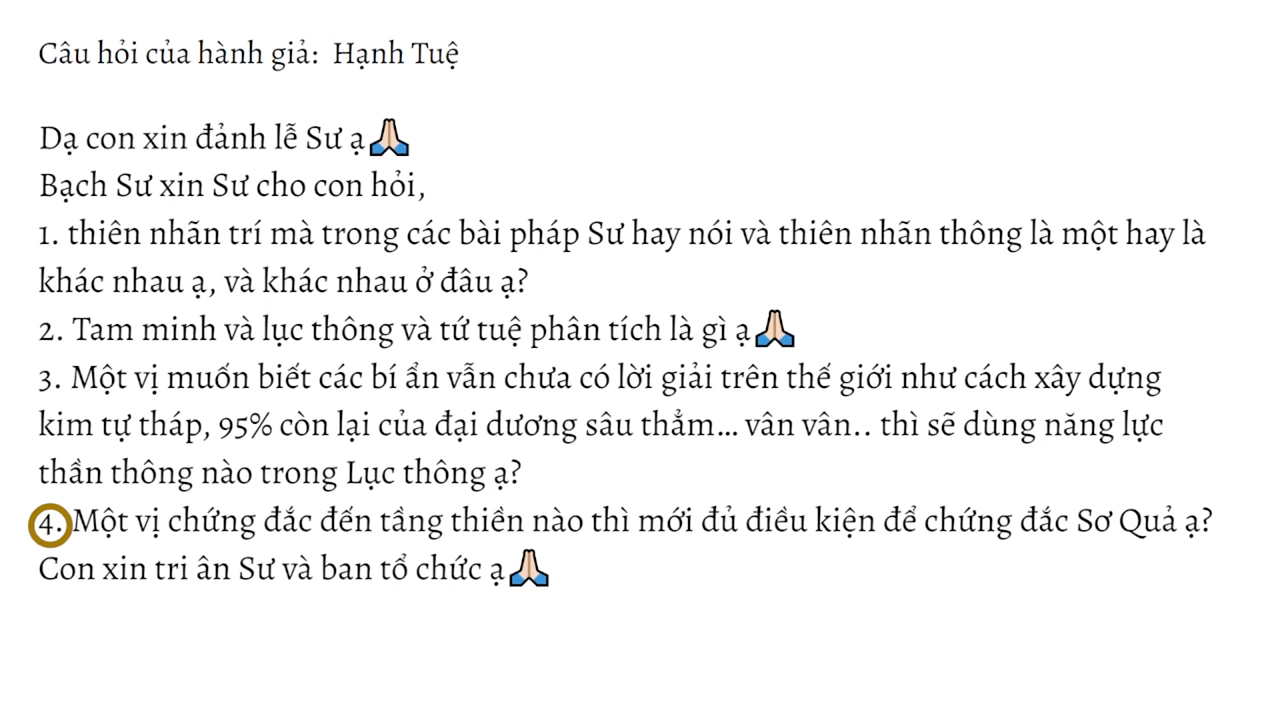 Câu hỏi của hành giả: Hạnh Tuệ
Dạ con xin đảnh lễ Sư ạ🙏
Bạch Sư xin Sư cho con hỏi,
1. thiên nhãn trí mà trong các bài pháp Sư hay nói và thiên nhãn thông là một hay là
khác nhau ạ, và khác nhau ở đâu ạ?
2. Tam minh và lục thông và tứ tuệ phân tích là gì ạ🙏
3. Một vị muốn biết các bí ẩn vẫn chưa có lời giải trên thế giới như cách xây dựng
kim tự tháp, 95% còn lại của đại dương sâu thẳm... vân vân.. thì sẽ dùng năng lực
thần thông nào trong Lục thông ạ?
4. Một vị chứng đắc đến tầng thiền nào thì mới đủ điều kiện để chứng đắc Sơ Quả ạ?
Con xin tri ân Sư và ban tổ chức ạ🙏